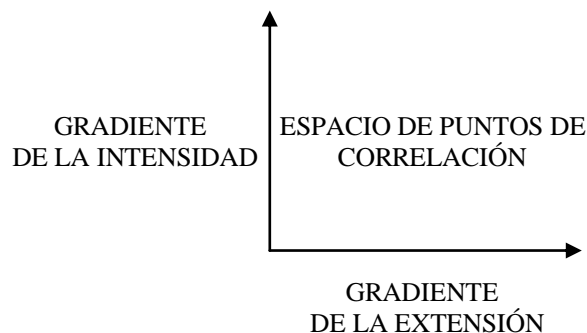 GRADIENTE
DE LA INTENSIDAD
ESPACIO DE PUNTOS DE
CORRELACIÓN
GRADIENTE
DE LA EXTENSIÓN